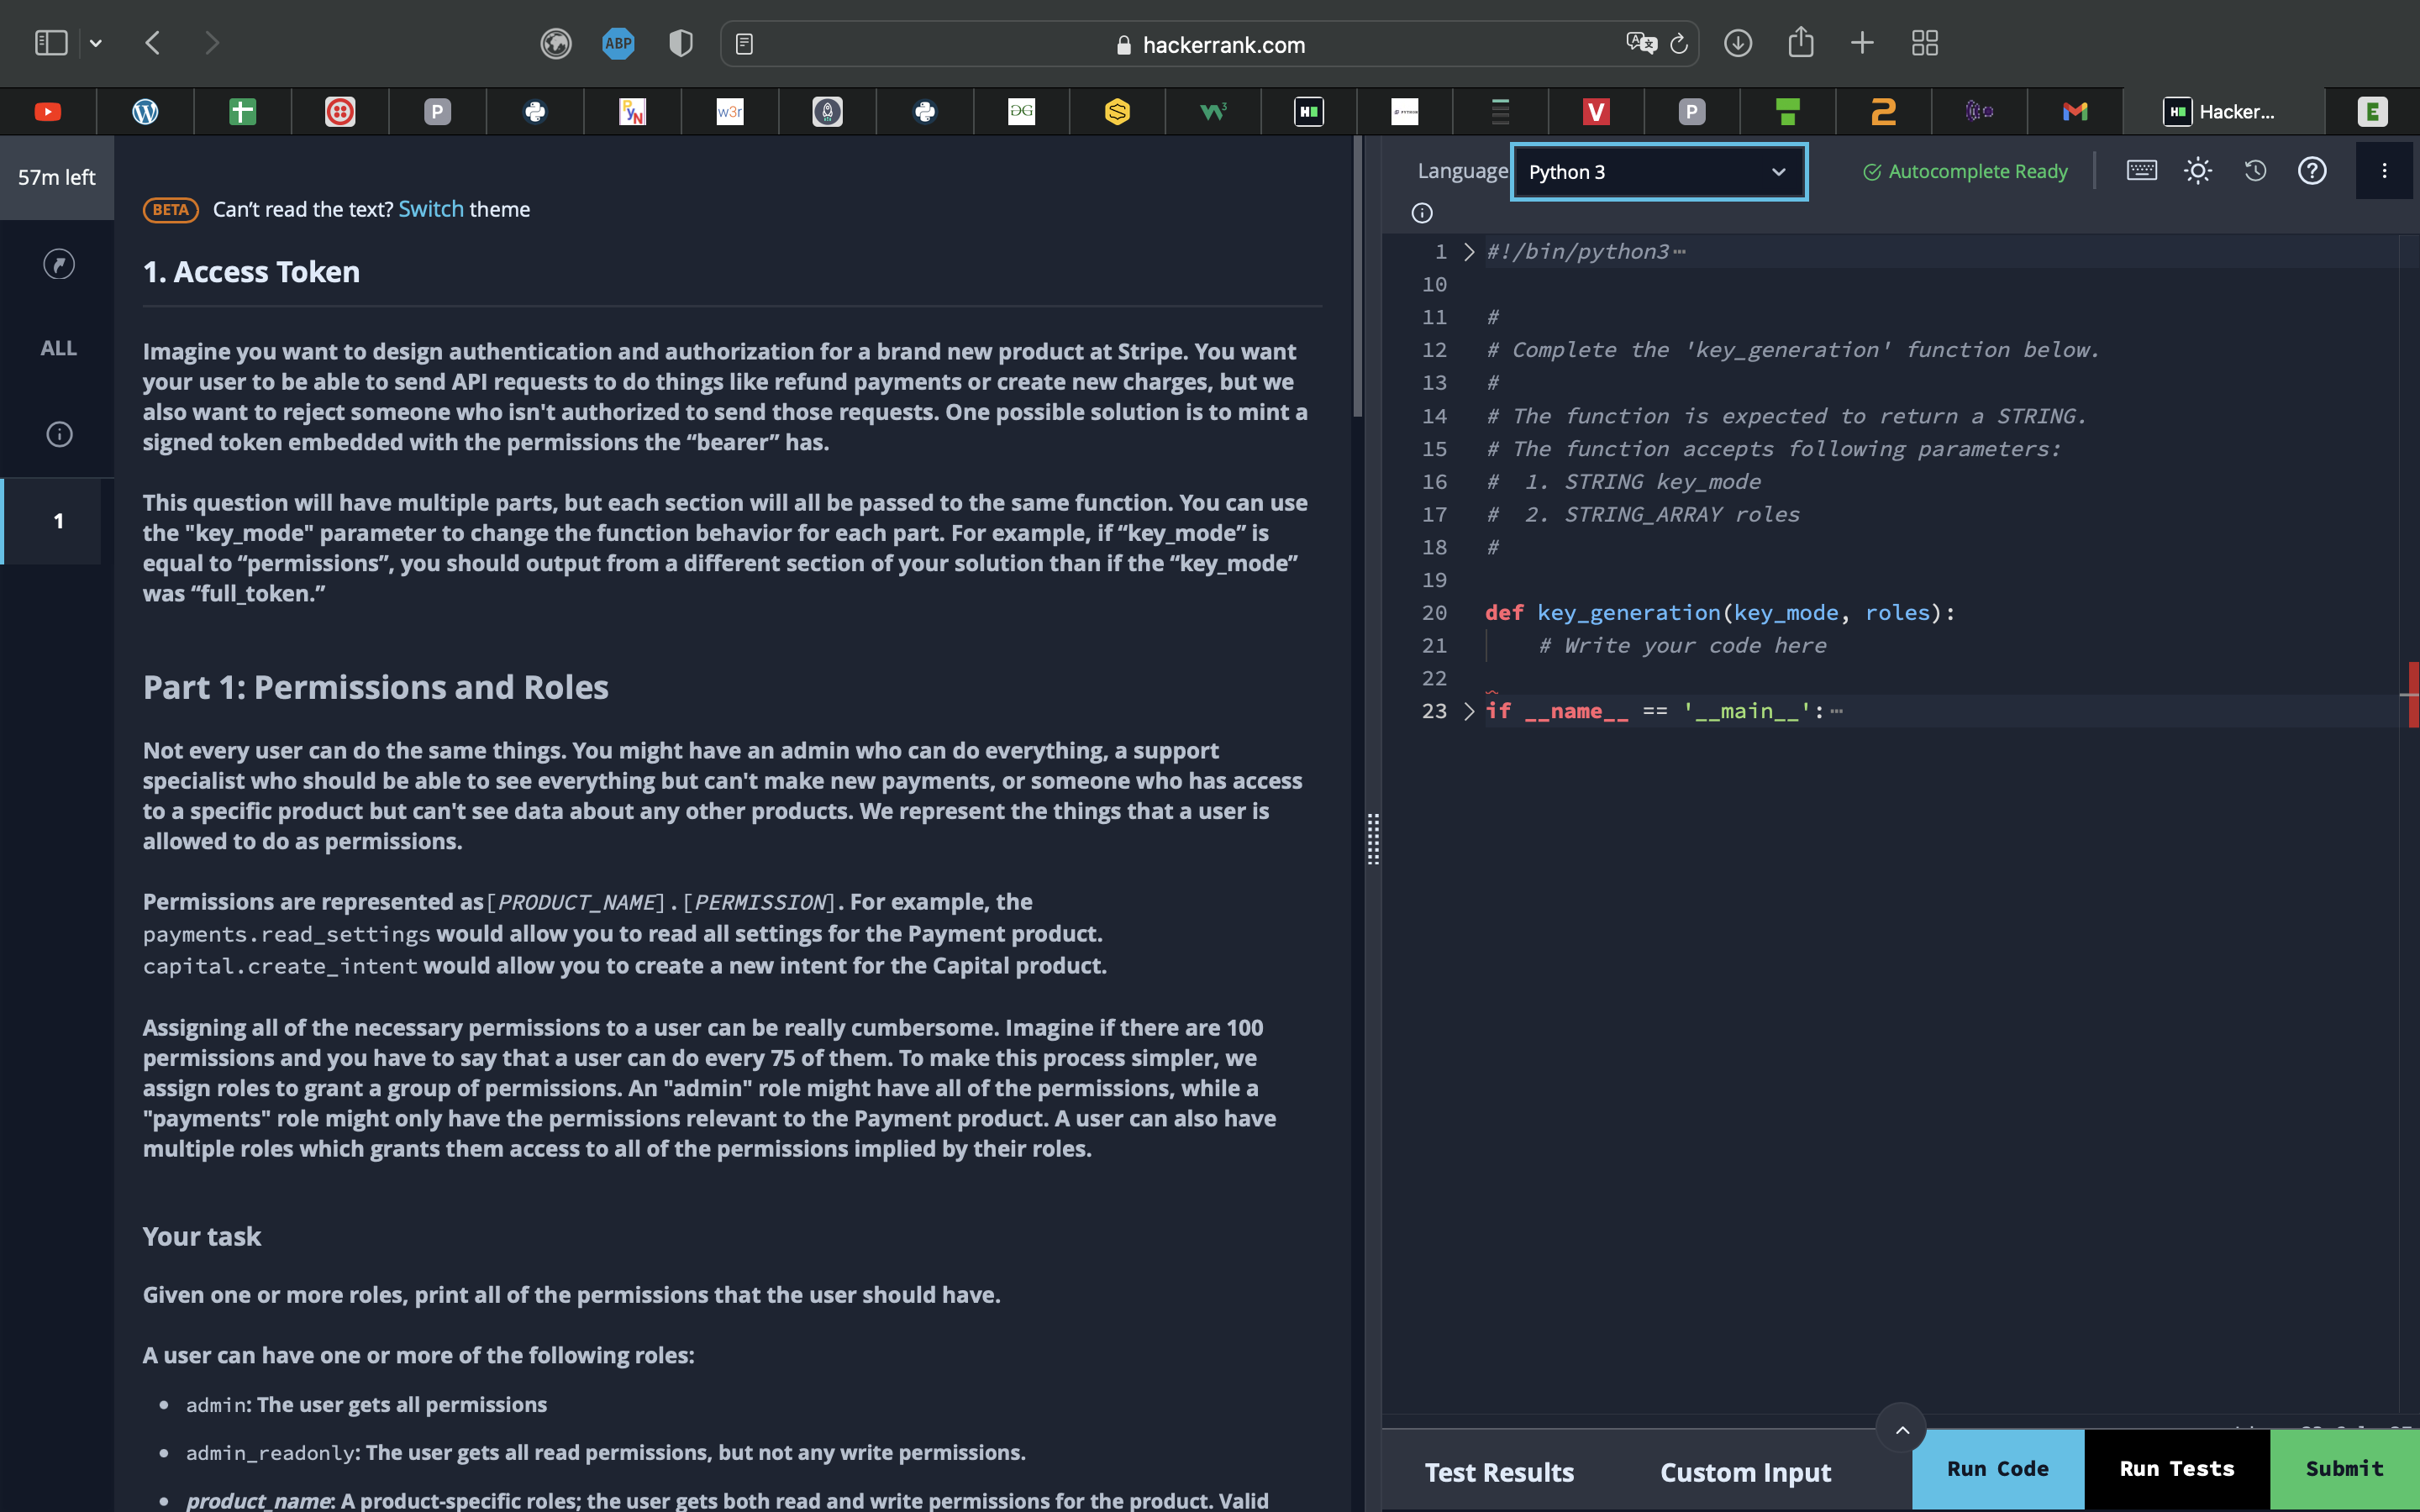 hackerrank.com
ABP
Hacker...
57m left
ALL
1
BETA Can't read the text? Switch theme
1. Access Token
Imagine you want to design authentication and authorization for a brand new product at Stripe. You want
your user to be able to send API requests to do things like refund payments or create new charges, but we
also want to reject someone who isn't authorized to send those requests. One possible solution is to mint a
signed token embedded with the permissions the “bearer” has.
This question will have multiple parts, but each section will all be passed to the same function. You can use
the "key_mode" parameter to change the function behavior for each part. For example, if “key_mode” is
equal to “permissions”, you should output from a different section of your solution than if the “key_mode”
was “full_token.”
Part 1: Permissions and Roles
Not every user can do the same things. You might have an admin who can do everything, a support
specialist who should be able to see everything but can't make new payments, or someone who has access
to a specific product but can't see data about any other products. We represent the things that a user is
allowed to do as permissions.
Permissions are represented as [PRODUCT_NAME].[PERMISSION]. For example, the
payments.read_settings would allow you to read all settings for the Payment product.
capital.create_intent would allow you to create a new intent for the Capital product.
Assigning all of the necessary permissions to a user can be really cumbersome. Imagine if there are 100
permissions and you have to say that a user can do every 75 of them. To make this process simpler, we
assign roles to grant a group of permissions. An "admin" role might have all of the permissions, while a
"payments" role might only have the permissions relevant to the Payment product. A user can also have
multiple roles which grants them access to all of the permissions implied by their roles.
Your task
Given one or more roles, print all of the permissions that the user should have.
A user can have one or more of the following roles:
• admin: The user gets all permissions
• admin_readonly: The user gets all read permissions, but not any write permissions.
• product_name: A product-specific roles; the user gets both read and write permissions for the product. Valid
Language Python 3
Autocomplete Ready
1 #!/bin/python3
10
11 #
12 # Complete the 'key_generation' function below.
13 #
14 # The function is expected to return a STRING.
15 # The function accepts following parameters:
16 #  1. STRING key_mode
17 #  2. STRING_ARRAY roles
18 #
19
20 def key_generation(key_mode, roles):
21     # Write your code here
22
23 if __name__ == '__main__':
Test Results
Custom Input
Run Code
Run Tests
Submit